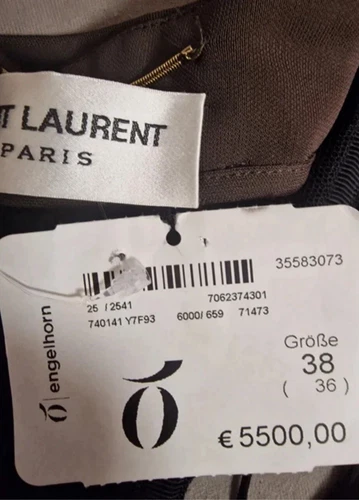 T LAURENT
PARIS
engelhorn
35583073
25 / 2541 7062374301
740141 Y7F93 6000/ 659 71473
Größe
38
( 36 )
€ 5500,00